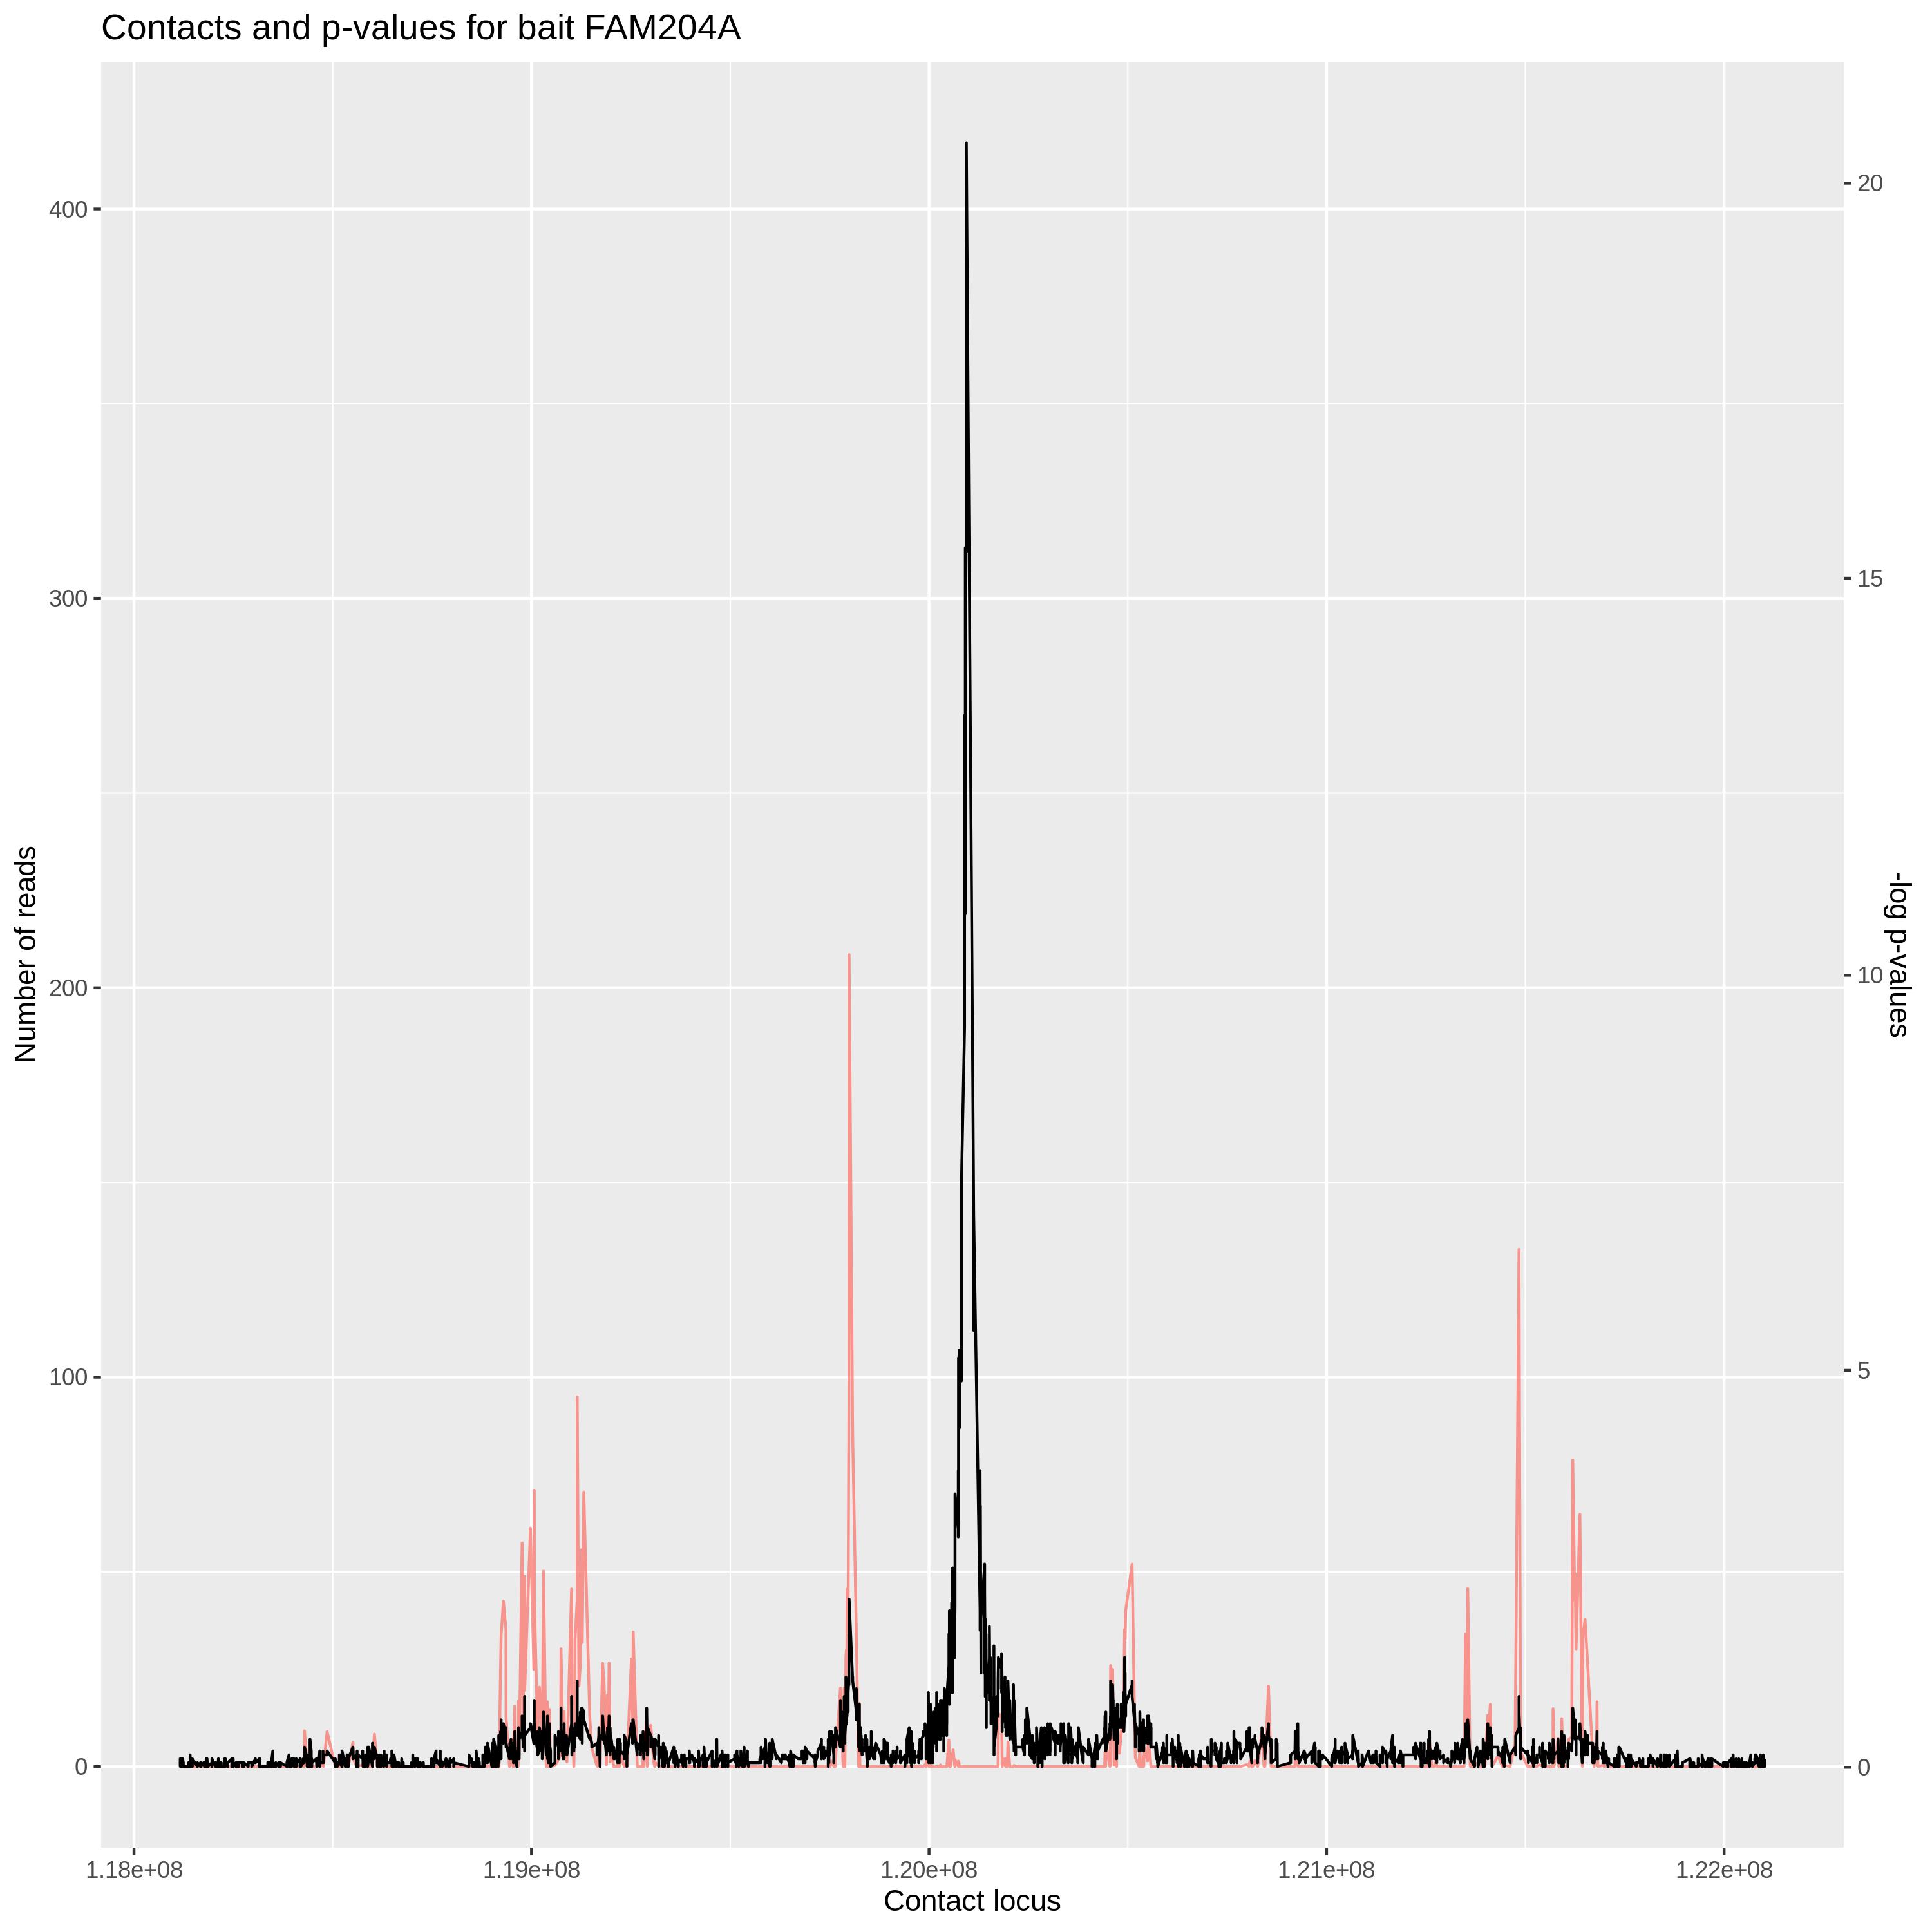 Contacts and p-values for bait FAM204A
Number of reads
400
300
200
100
0
20
15
10
5
0
-log p-values
1.18e+08 1.19e+08 1.20e+08 1.21e+08 1.22e+08
Contact locus